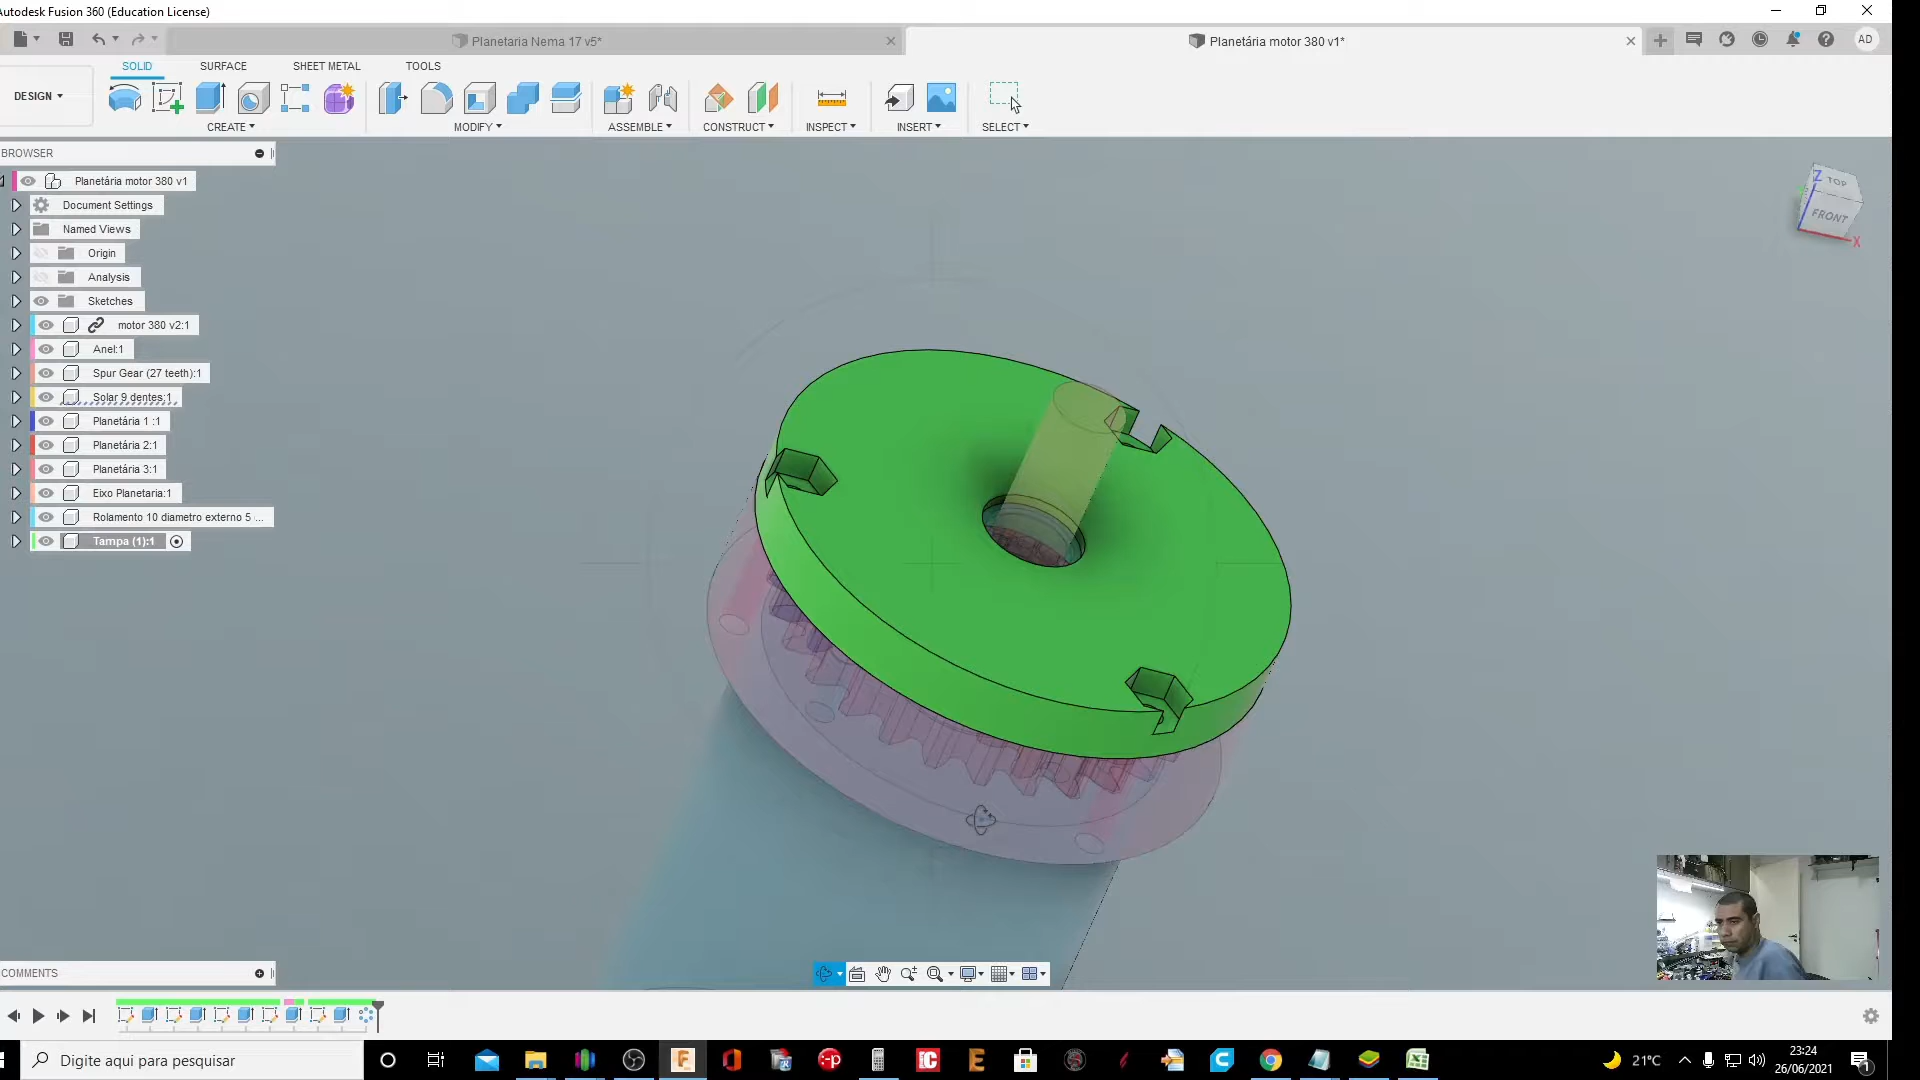 Autodesk Fusion 360 (Education License)
Planetaria Nema 17 v5*
Planetária motor 380 v1*
AD
DESIGN
SOLID
SURFACE
SHEET METAL
TOOLS
CREATE
MODIFY
ASSEMBLE
CONSTRUCT
INSPECT
INSERT
SELECT
BROWSER
Planetária motor 380 v1
Document Settings
Named Views
Origin
Analysis
Sketches
motor 380 v2:1
Anel:1
Spur Gear (27 teeth):1
Solar 9 dentes:1
Planetária 1 :1
Planetária 2:1
Planetária 3:1
Eixo Planetaria:1
Rolamento 10 diametro externo 5 ...
Tampa (1):1
Z
TOP
FRONT
X
COMMENTS
Digite aqui para pesquisar
21°C
23:24
26/06/2021
1